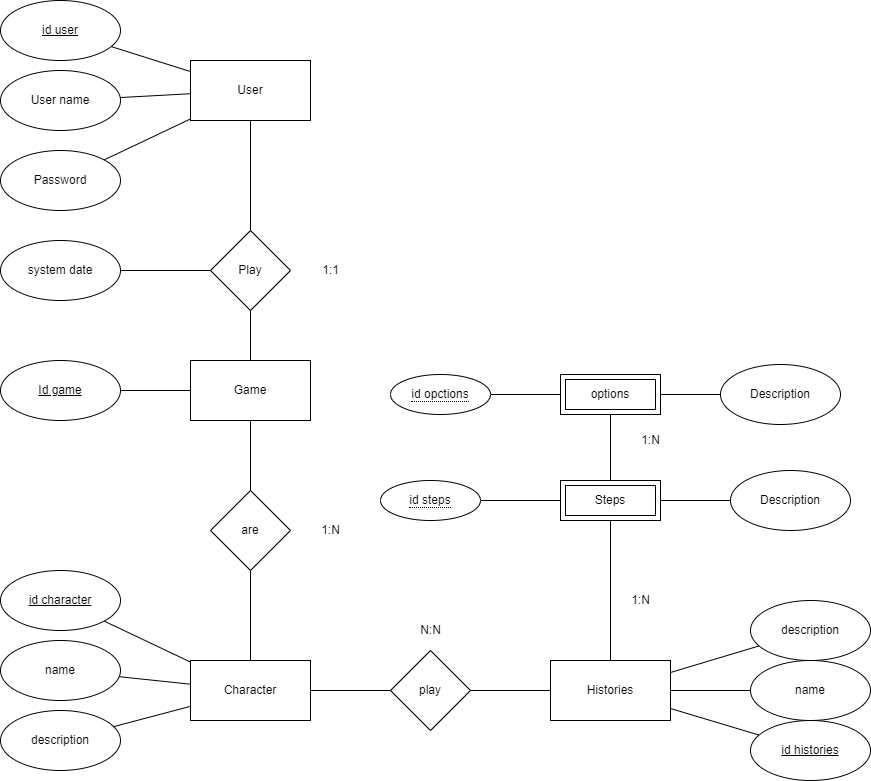 id user
User
User name
Password
system date
Play
1:1
Id game
Game
id opctions
options
Description
1:N
id steps
Steps
Description
are
1:N
id character
1:N
N:N
description
name
Character
play
Histories
name
description
id histories